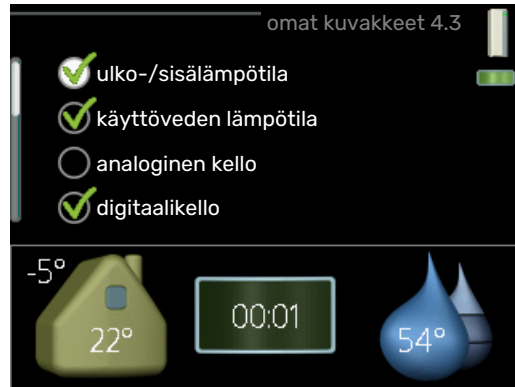 omat kuvakkeet 4.3
ulko-/sisälämpötila
käyttöveden lämpötila
analoginen kello
digitaalikello
-5°
22°
00:01
54°